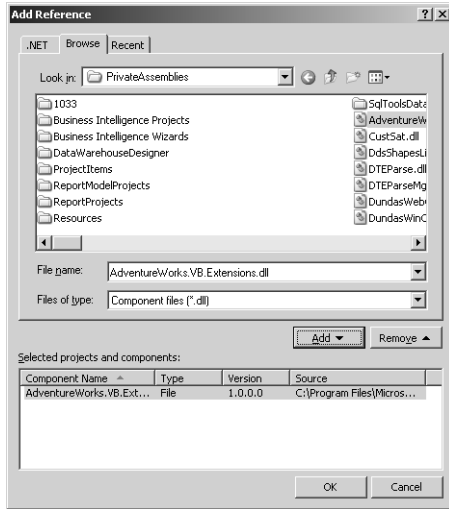 Add Reference
.NET Browse Recent
Look in: PrivateAssemblies
1033
Business Intelligence Projects
Business Intelligence Wizards
DataWarehouseDesigner
ProjectItems
ReportModelProjects
ReportProjects
Resources
SqlToolsData
AdventureW
CustSat.dll
DdsShapesLi
DTEParse.dll
DTEParseMg
DundasWeb
DundasWinC
File name: AdventureWorks.VB.Extensions.dll
Files of type: Component files (*.dll)
Add Remove
Selected projects and components:
Component Name Type Version Source
AdventureWorks.VB.Ext... File 1.0.0.0 C:\Program Files\Micros...
OK Cancel